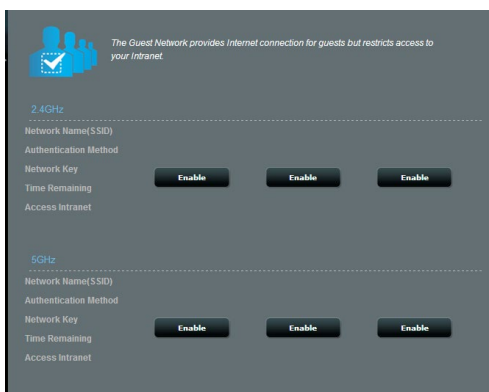 The Guest Network provides Internet connection for guests but restricts access to
your Intranet.
2.4GHz
Network Name(SSID)
Authentication Method
Network Key
Enable Enable Enable
Time Remaining
Access Intranet
5GHz
Network Name(SSID)
Authentication Method
Network Key
Enable Enable Enable
Time Remaining
Access Intranet